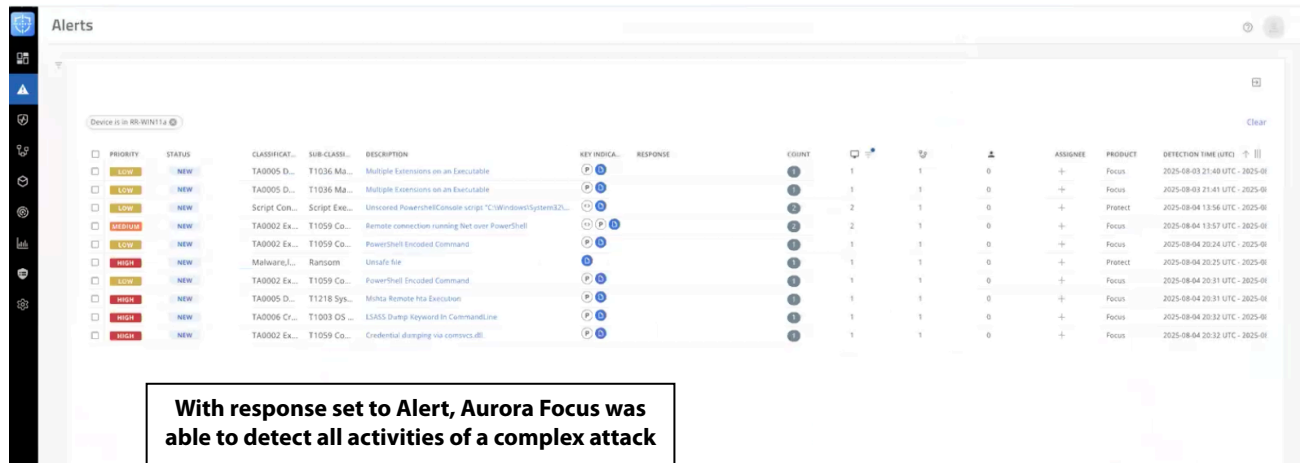 Alerts
Device is in RR-WIN11a
Clear
PRIORITY STATUS CLASSIFICAT... SUB-CLASSI... DESCRIPTION KEY INDICA... RESPONSE COUNT ASSIGNEE PRODUCT DETECTION TIME (UTC)
LOW NEW TA0005 D... T1036 Ma... Multiple Extensions on an Executable P 1 1 1 0 + Focus 2025-08-03 21:40 UTC - 2025-08
LOW NEW TA0005 D... T1036 Ma... Multiple Extensions on an Executable P 1 1 1 0 + Focus 2025-08-03 21:41 UTC - 2025-08
LOW NEW Script Con... Script Exe... Unscored PowershellConsole script "C:\Windows\System32\... 2 2 1 0 + Protect 2025-08-04 13:56 UTC - 2025-08
MEDIUM NEW TA0002 Ex... T1059 Co... Remote connection running Net over PowerShell P 2 2 1 0 + Focus 2025-08-04 13:57 UTC - 2025-08
LOW NEW TA0002 Ex... T1059 Co... PowerShell Encoded Command P 1 1 1 0 + Focus 2025-08-04 20:24 UTC - 2025-08
HIGH NEW Malware,l... Ransom Unsafe file 1 1 1 0 + Protect 2025-08-04 20:25 UTC - 2025-08
LOW NEW TA0002 Ex... T1059 Co... PowerShell Encoded Command P 1 1 1 0 + Focus 2025-08-04 20:31 UTC - 2025-08
HIGH NEW TA0005 D... T1218 Sys... Mshta Remote hta Execution P 1 1 1 0 + Focus 2025-08-04 20:31 UTC - 2025-08
HIGH NEW TA0006 Cr... T1003 OS ... LSASS Dump Keyword In CommandLine P 1 1 1 0 + Focus 2025-08-04 20:32 UTC - 2025-08
HIGH NEW TA0002 Ex... T1059 Co... Credential dumping via comsvcs.dll. P 1 1 1 0 + Focus 2025-08-04 20:32 UTC - 2025-08
With response set to Alert, Aurora Focus was
able to detect all activities of a complex attack